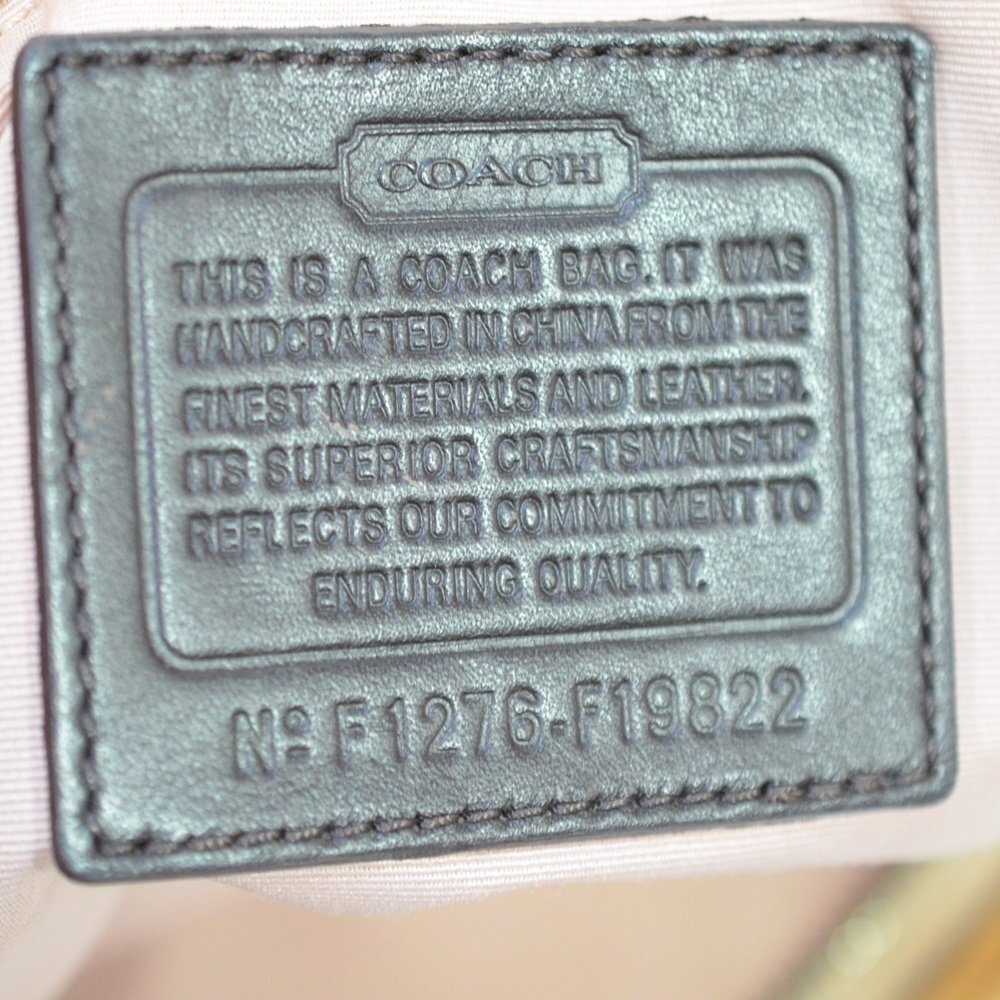 COACH
THIS IS A COACH BAG. IT WAS
HANDCRAFTED IN CHINA FROM THE
FINEST MATERIALS AND LEATHER.
ITS SUPERIOR CRAFTSMANSHIP
REFLECTS OUR COMMITMENT TO
ENDURING QUALITY.
Nº F1276-F19822